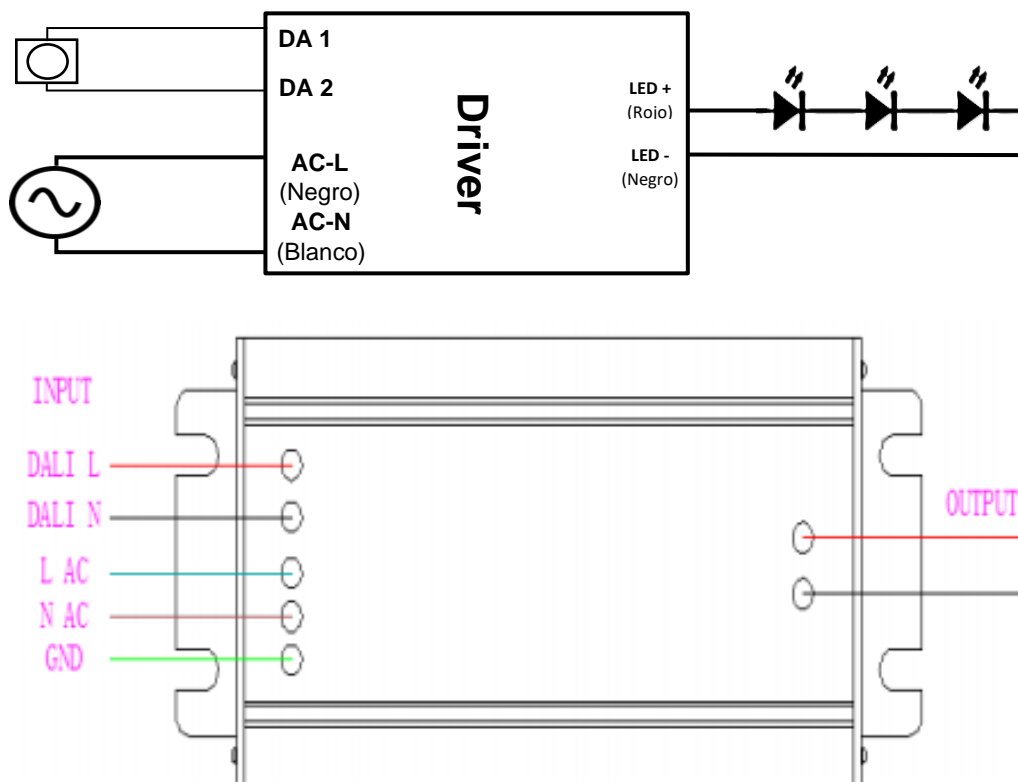 DA 1
DA 2
AC-L
(Negro)
AC-N
(Blanco)
Driver
LED +
(Rojo)
LED -
(Negro)
INPUT
DALI L
DALI N
L AC
N AC
GND
OUTPUT